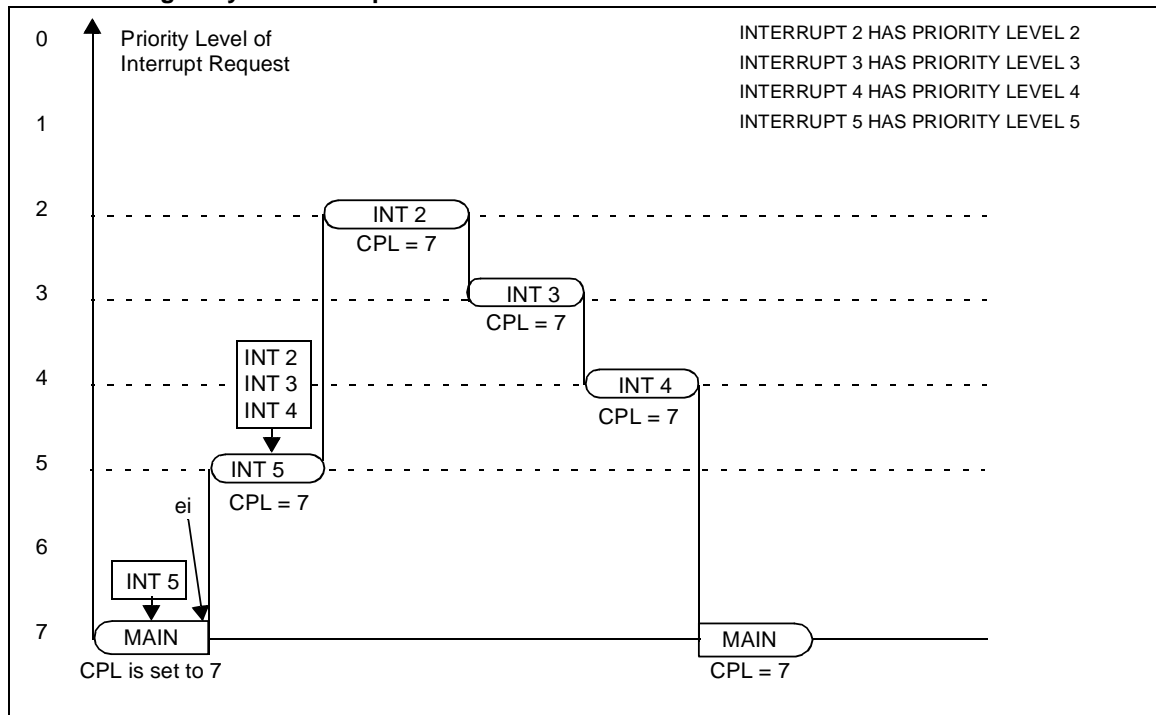 0
Priority Level of
Interrupt Request
INTERRUPT 2 HAS PRIORITY LEVEL 2
INTERRUPT 3 HAS PRIORITY LEVEL 3
INTERRUPT 4 HAS PRIORITY LEVEL 4
INTERRUPT 5 HAS PRIORITY LEVEL 5
1
2
INT 2
CPL = 7
3
INT 3
CPL = 7
INT 2
INT 3
INT 4
4
INT 4
CPL = 7
5
INT 5
CPL = 7
ei
6
INT 5
7
MAIN
CPL is set to 7
MAIN
CPL = 7